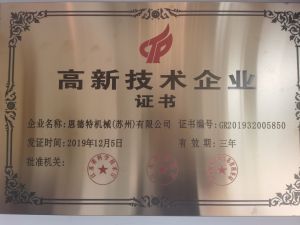 高新技术企业
证书
企业名称: 恩德特机械(苏州)有限公司 证书编号: GR201932005850
发证时间: 2019年12月5日 有效期: 三年
批准机关: